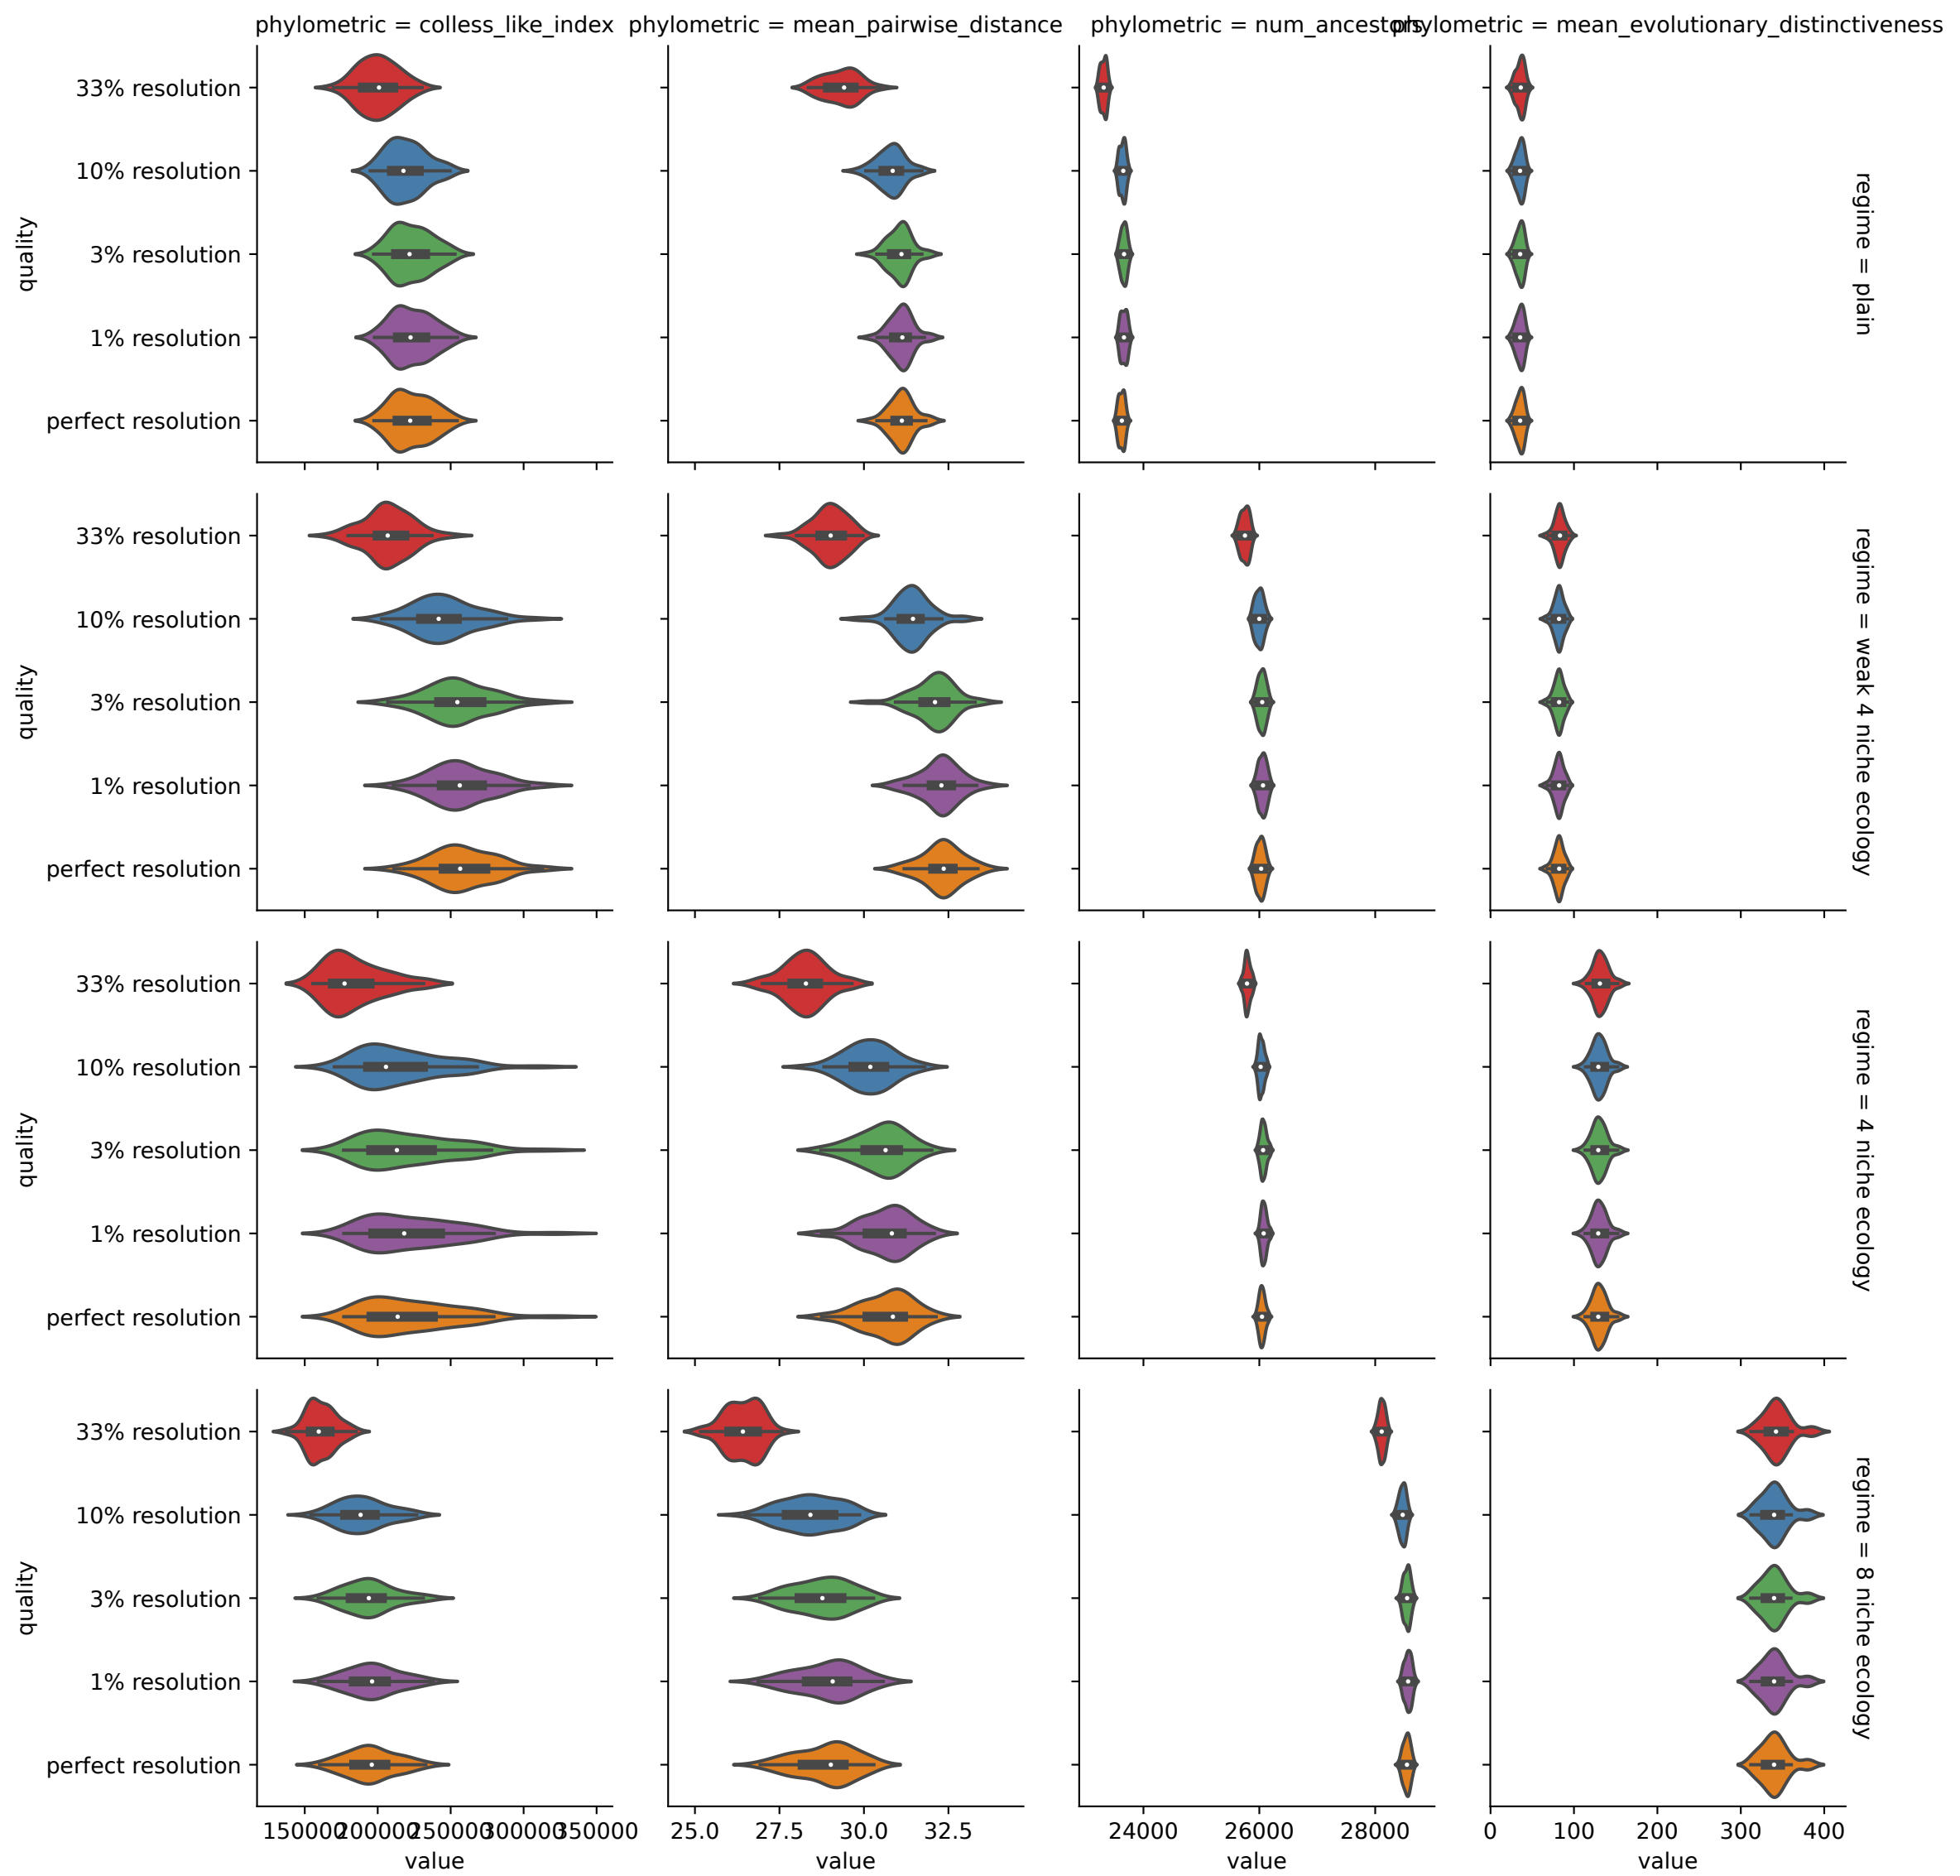 phylometric = colless_like_index phylometric = mean_pairwise_distance phylometric = num_ancestors phylometric = mean_evolutionary_distinctiveness
33% resolution
10% resolution
3% resolution
1% resolution
perfect resolution
quality
regime = plain
33% resolution
10% resolution
3% resolution
1% resolution
perfect resolution
quality
regime = weak 4 niche ecology
33% resolution
10% resolution
3% resolution
1% resolution
perfect resolution
quality
regime = 4 niche ecology
33% resolution
10% resolution
3% resolution
1% resolution
perfect resolution
quality
regime = 8 niche ecology
150000 200000 250000 300000 350000 25.0 27.5 30.0 32.5 24000 26000 28000 0 100 200 300 400
value value value value